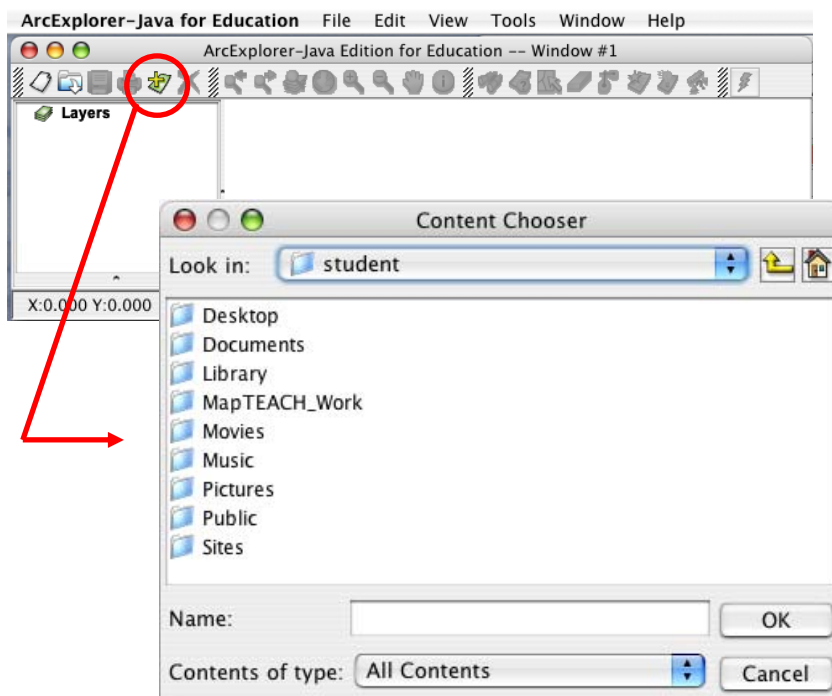 ArcExplorer-Java for Education File Edit View Tools Window Help
ArcExplorer-Java Edition for Education -- Window #1
Layers
Content Chooser
Look in: student
X:0.000 Y:0.000
Desktop
Documents
Library
MapTEACH_Work
Movies
Music
Pictures
Public
Sites
Name: OK
Contents of type: All Contents Cancel